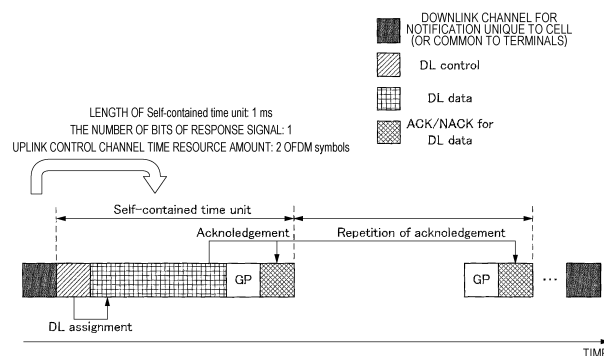 DOWNLINK CHANNEL FOR
NOTIFICATION UNIQUE TO CELL
(OR COMMON TO TERMINALS)
DL control
DL data
ACK/NACK for
DL data
LENGTH OF Self-contained time unit: 1 ms
THE NUMBER OF BITS OF RESPONSE SIGNAL: 1
UPLINK CONTROL CHANNEL TIME RESOURCE AMOUNT: 2 OFDM symbols
Self-contained time unit
Acknoledgement
Repetition of acknoledgement
GP
GP
...
DL assignment
TIME